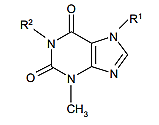 R² O R¹
N N
O N N
CH₃